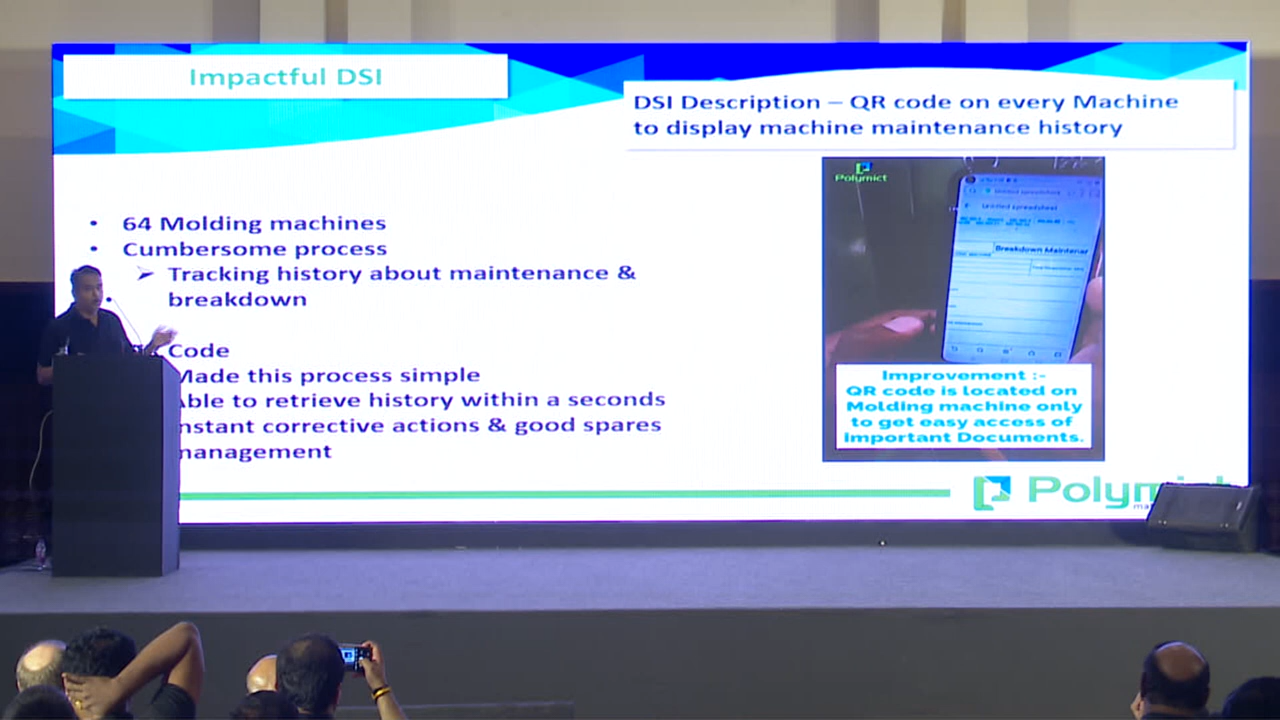 Impactful DSI
DSI Description – QR code on every Machine
to display machine maintenance history
• 64 Molding machines
• Cumbersome process
➢ Tracking history about maintenance &
breakdown
Code
Made this process simple
Able to retrieve history within a seconds
nstant corrective actions & good spares
management
Polymict
Untitled spreadsheet
Breakdown Maintenar
Improvement :-
QR code is located on
Molding machine only
to get easy access of
Important Documents.
Polymict